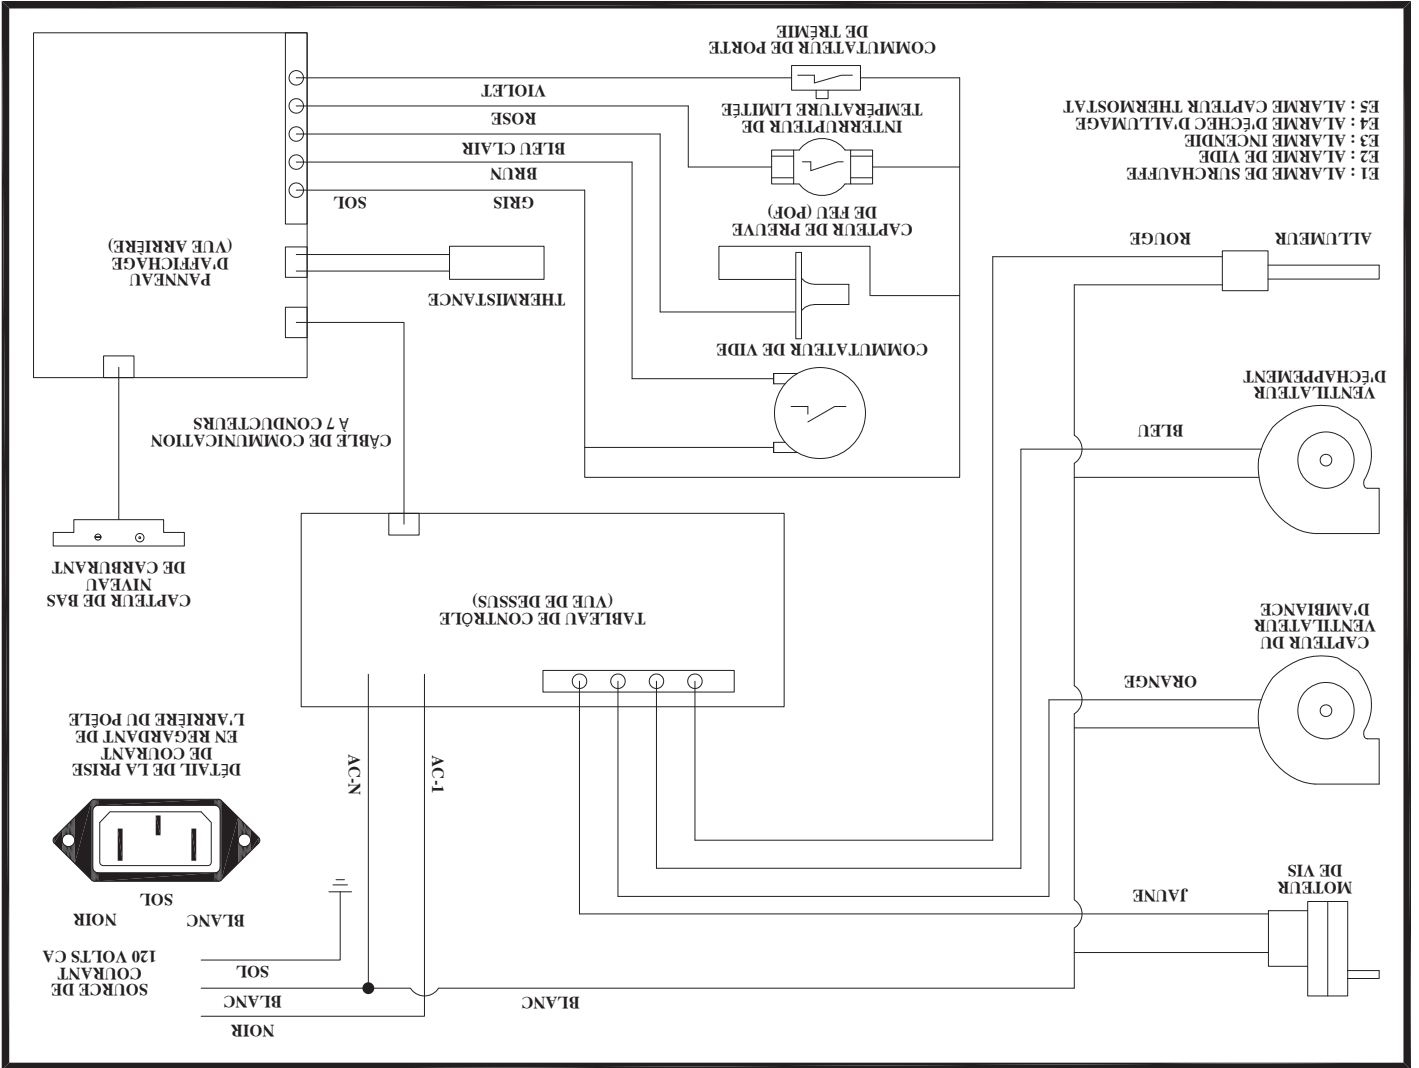 NOIR
BLANC
BLANC
SOL
SOURCE DE
COURANT
120 VOLTS CA
BLANC
NOIR
SOL
MOTEUR
DE VIS
JAUNE
AC-1
AC-N
DÉTAIL DE LA PRISE
DE COURANT
EN REGARDANT DE
L'ARRIÈRE DU POÊLE
ORANGE
CAPTEUR DU
VENTILATEUR
D'AMBIANCE
TABLEAU DE CONTRÔLE
(VUE DE DESSUS)
CAPTEUR DE BAS
NIVEAU
DE CARBURANT
BLEU
VENTILATEUR
D'ÉCHAPPEMENT
CÂBLE DE COMMUNICATION
À 7 CONDUCTEURS
COMMUTATEUR DE VIDE
THERMISTANCE
ALLUMEUR
ROUGE
CAPTEUR DE PREUVE
DE FEU (POF)
PANNEAU
D'AFFICHAGE
(VUE ARRIÈRE)
GRIS
SOL
BRUN
BLEU CLAIR
ROSE
VIOLET
E1 : ALARME DE SURCHAUFFE
E2 : ALARME DE VIDE
E3 : ALARME INCENDIE
E4 : ALARME D'ÉCHEC D'ALLUMAGE
E5 : ALARME CAPTEUR THERMOSTAT
INTERRUPTEUR DE
TEMPÉRATURE LIMITÉE
COMMUTATEUR DE PORTE
DE TRÉMIE